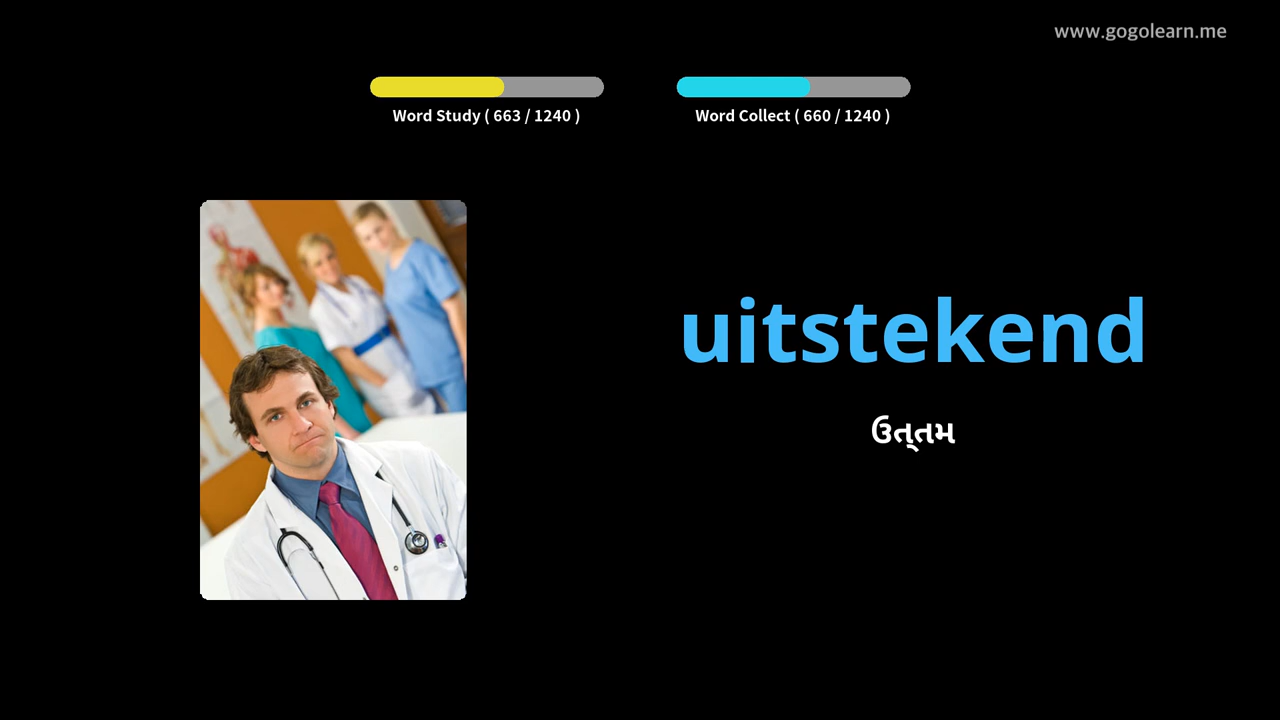 www.gogolearn.me
Word Study ( 663 / 1240 )
Word Collect ( 660 / 1240 )
uitstekend
ઉત્તમ